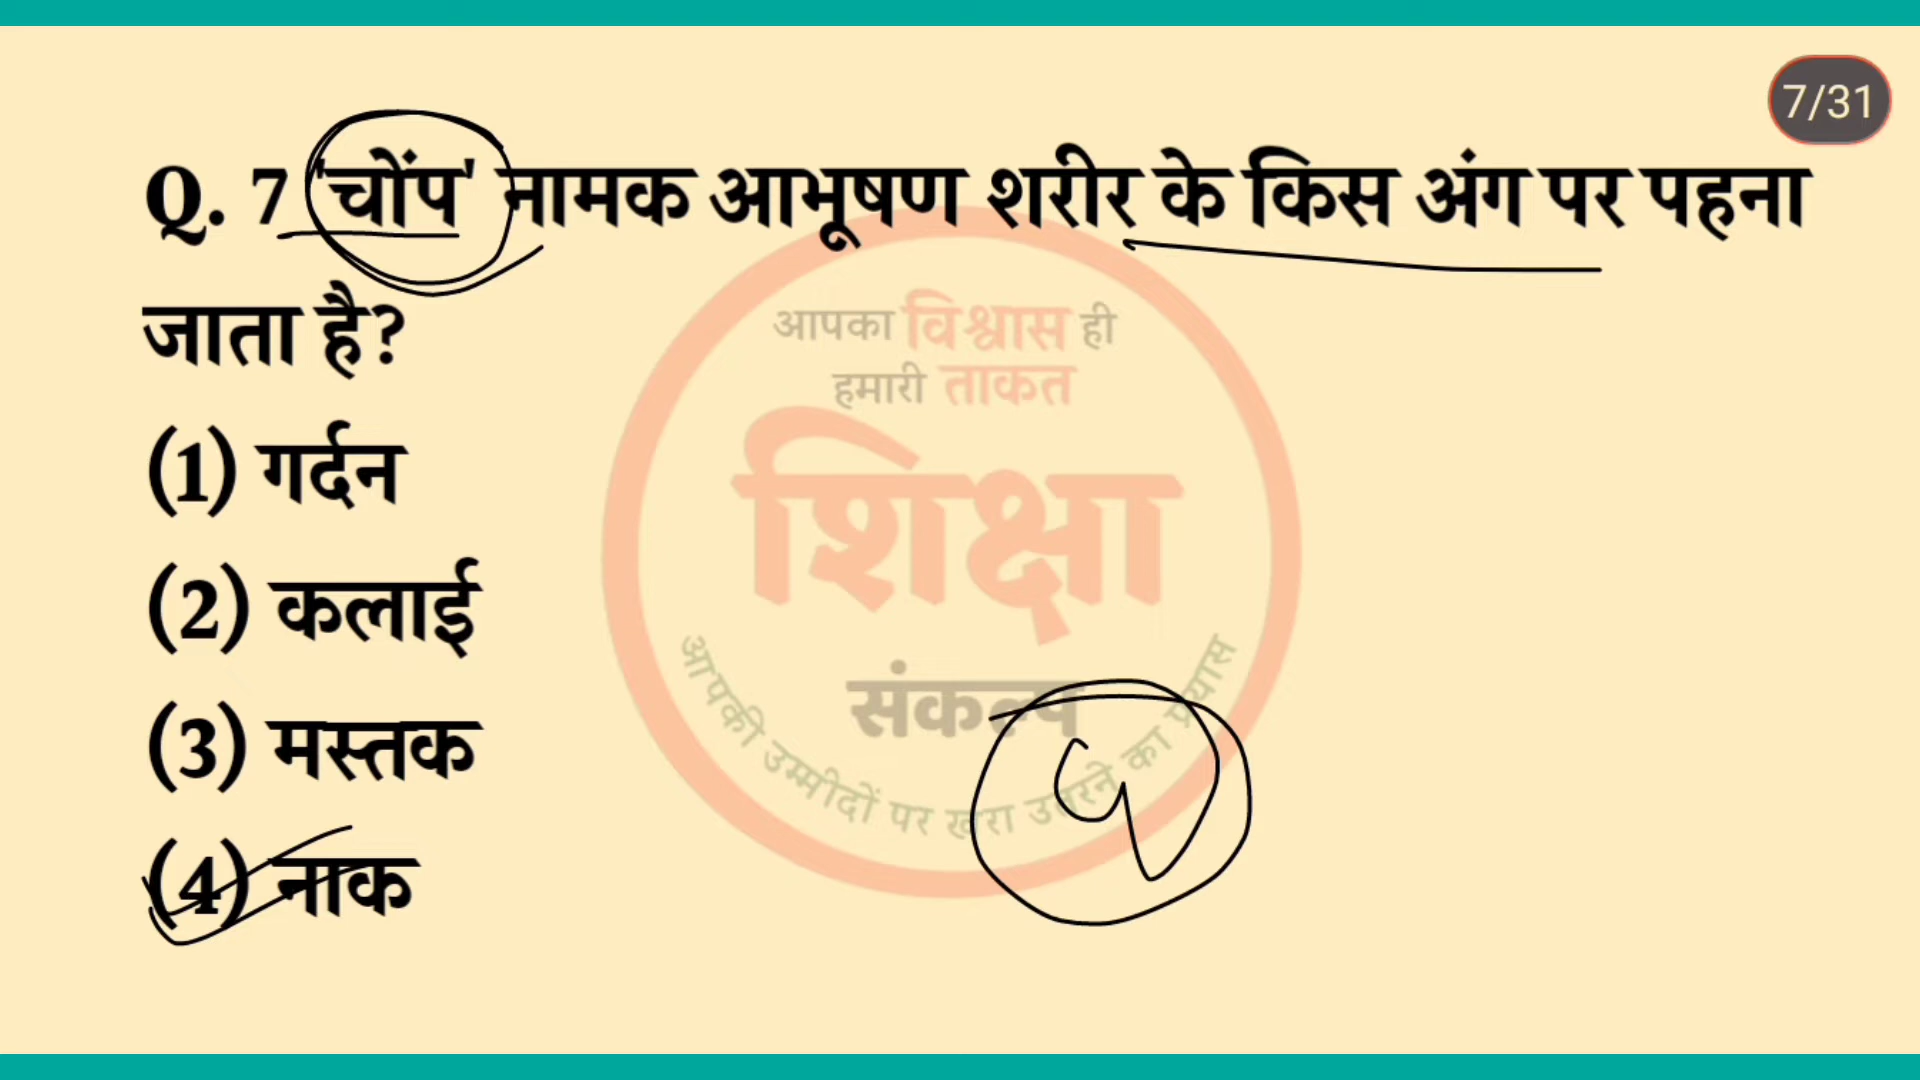 7/31
Q. 7 'चोंप' नामक आभूषण शरीर के किस अंग पर पहना
जाता है?
आपका विश्वास ही
हमारी ताकत
(1) गर्दन
शिक्षा
(2) कलाई
संकल्प
(3) मस्तक
आपकी उम्मीदों पर खरा उतरने का प्रयास
(4) नाक